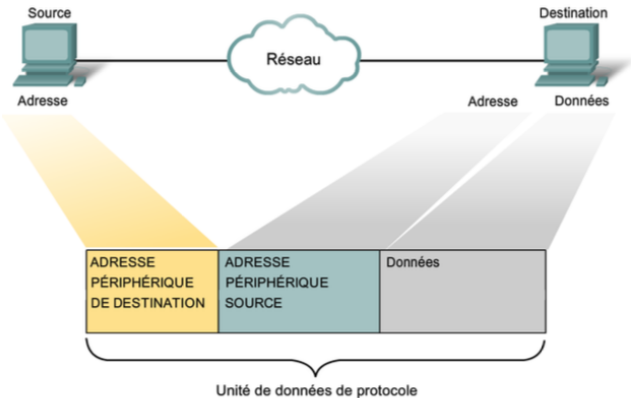 Source
Destination
Réseau
Adresse
Adresse
Données
ADRESSE
PÉRIPHÉRIQUE
DE DESTINATION
ADRESSE
PÉRIPHÉRIQUE
SOURCE
Données
Unité de données de protocole